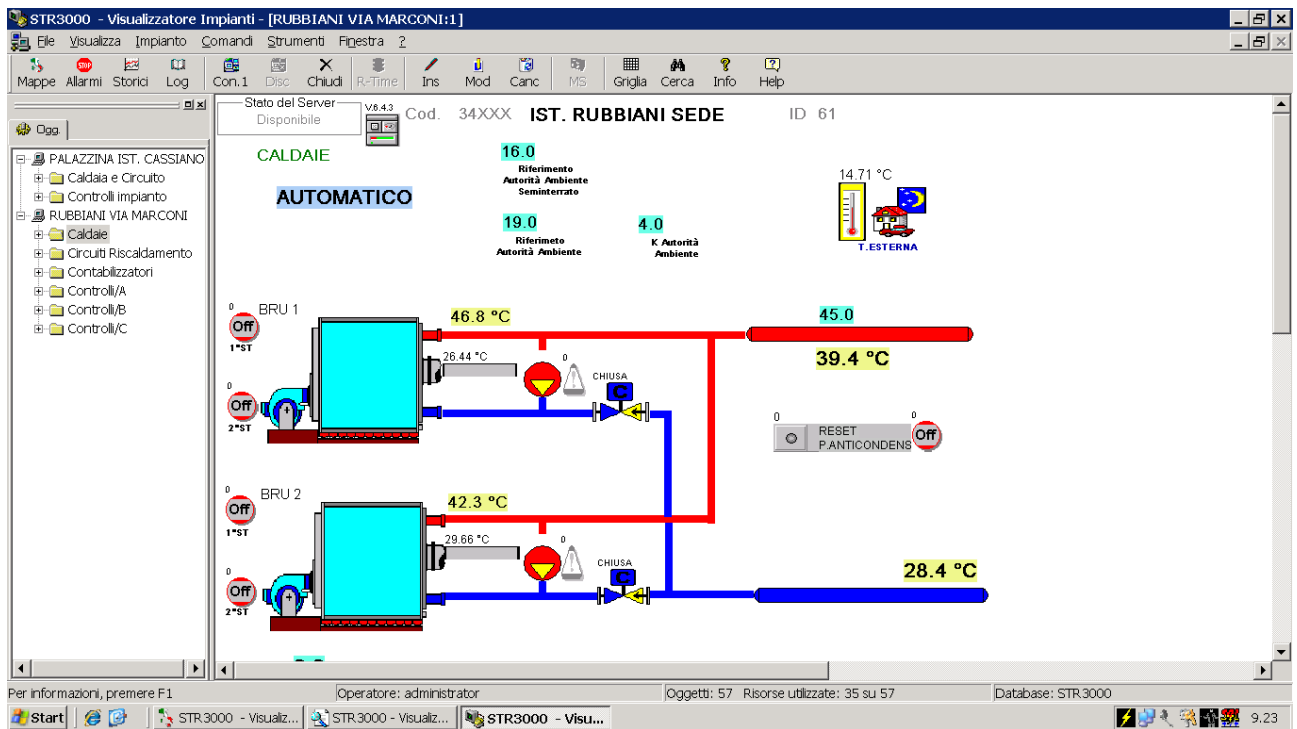 STR3000 - Visualizzatore Impianti - [RUBBIANI VIA MARCONI:1]
File Visualizza Impianto Comandi Strumenti Finestra ?
Mappe Allarmi Storici Log Con.1 Disc Chiudi R-Time Ins Mod Canc MS Griglia Cerca Info Help
Ogg.
PALAZZINA IST. CASSIANO
Caldaia e Circuito
Controlli impianto
RUBBIANI VIA MARCONI
Caldaie
Circuiti Riscaldamento
Contabilizzatori
Controlli/A
Controlli/B
Controlli/C
Stato del Server
Disponibile
V.6.4.3
Cod. 34XXX IST. RUBBIANI SEDE ID 61
CALDAIE
AUTOMATICO
16.0
Riferimento
Autorità Ambiente
Seminterrato
19.0
Riferimeto
Autorità Ambiente
4.0
K Autorità
Ambiente
14.71 °C
T.ESTERNA
0
BRU 1
Off
1°ST
0
Off
2°ST
46.8 °C
26.44 °C
0
CHIUSA
C
45.0
39.4 °C
0
RESET
P.ANTICONDENS
0
Off
0
BRU 2
Off
1°ST
0
Off
2°ST
42.3 °C
29.66 °C
0
CHIUSA
C
28.4 °C
Per informazioni, premere F1 Operatore: administrator Oggetti: 57 Risorse utilizzate: 35 su 57 Database: STR3000
Start STR3000 - Visualiz... STR3000 - Visualiz... STR3000 - Visu... 9.23